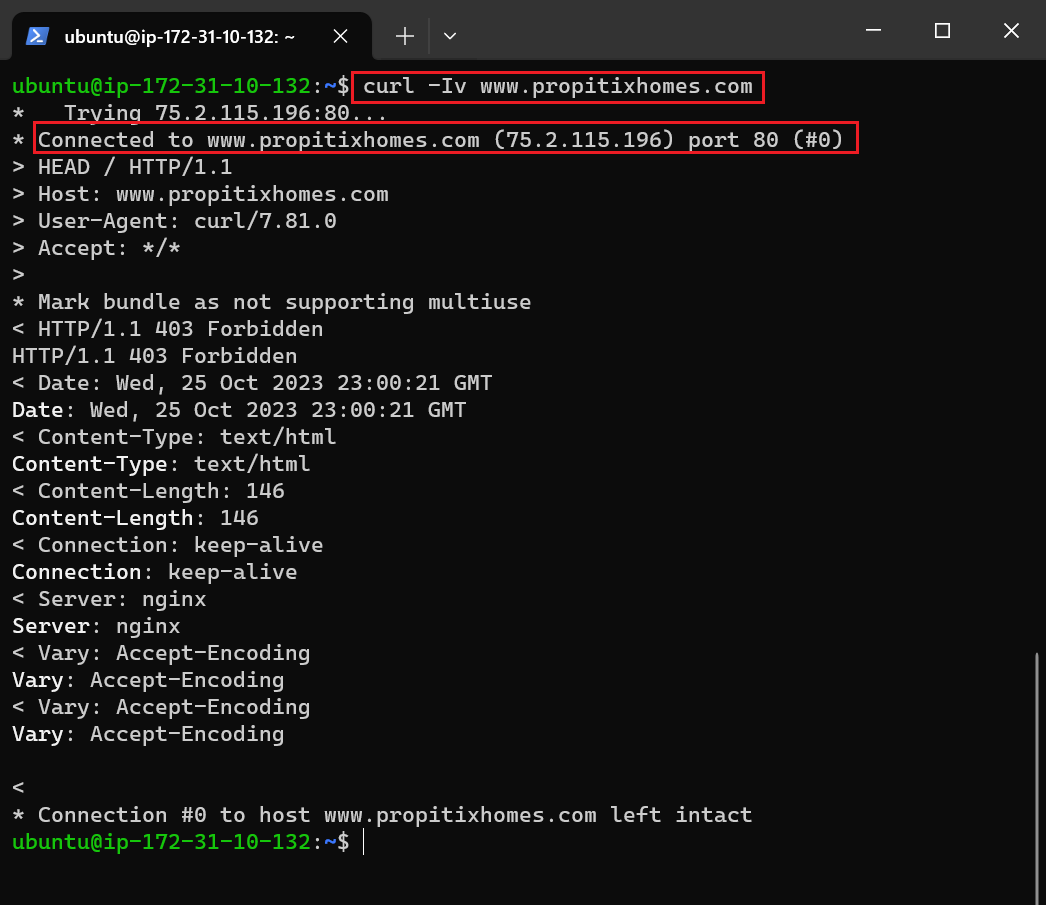 ubuntu@ip-172-31-10-132: ~
ubuntu@ip-172-31-10-132:~$ curl -Iv www.propitixhomes.com
*   Trying 75.2.115.196:80...
* Connected to www.propitixhomes.com (75.2.115.196) port 80 (#0)
> HEAD / HTTP/1.1
> Host: www.propitixhomes.com
> User-Agent: curl/7.81.0
> Accept: */*
>
* Mark bundle as not supporting multiuse
< HTTP/1.1 403 Forbidden
HTTP/1.1 403 Forbidden
< Date: Wed, 25 Oct 2023 23:00:21 GMT
Date: Wed, 25 Oct 2023 23:00:21 GMT
< Content-Type: text/html
Content-Type: text/html
< Content-Length: 146
Content-Length: 146
< Connection: keep-alive
Connection: keep-alive
< Server: nginx
Server: nginx
< Vary: Accept-Encoding
Vary: Accept-Encoding
< Vary: Accept-Encoding
Vary: Accept-Encoding
<
* Connection #0 to host www.propitixhomes.com left intact
ubuntu@ip-172-31-10-132:~$